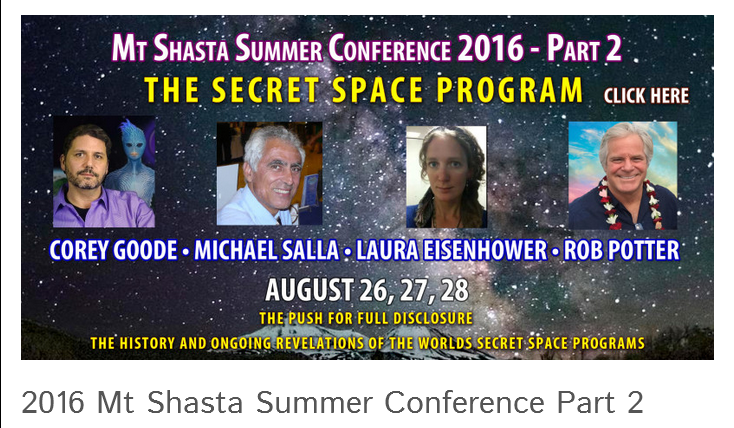 MT SHASTA SUMMER CONFERENCE 2016 - PART 2
THE SECRET SPACE PROGRAM
CLICK HERE
COREY GOODE • MICHAEL SALLA • LAURA EISENHOWER • ROB POTTER
AUGUST 26, 27, 28
THE PUSH FOR FULL DISCLOSURE
THE HISTORY AND ONGOING REVELATIONS OF THE WORLDS SECRET SPACE PROGRAMS
2016 Mt Shasta Summer Conference Part 2